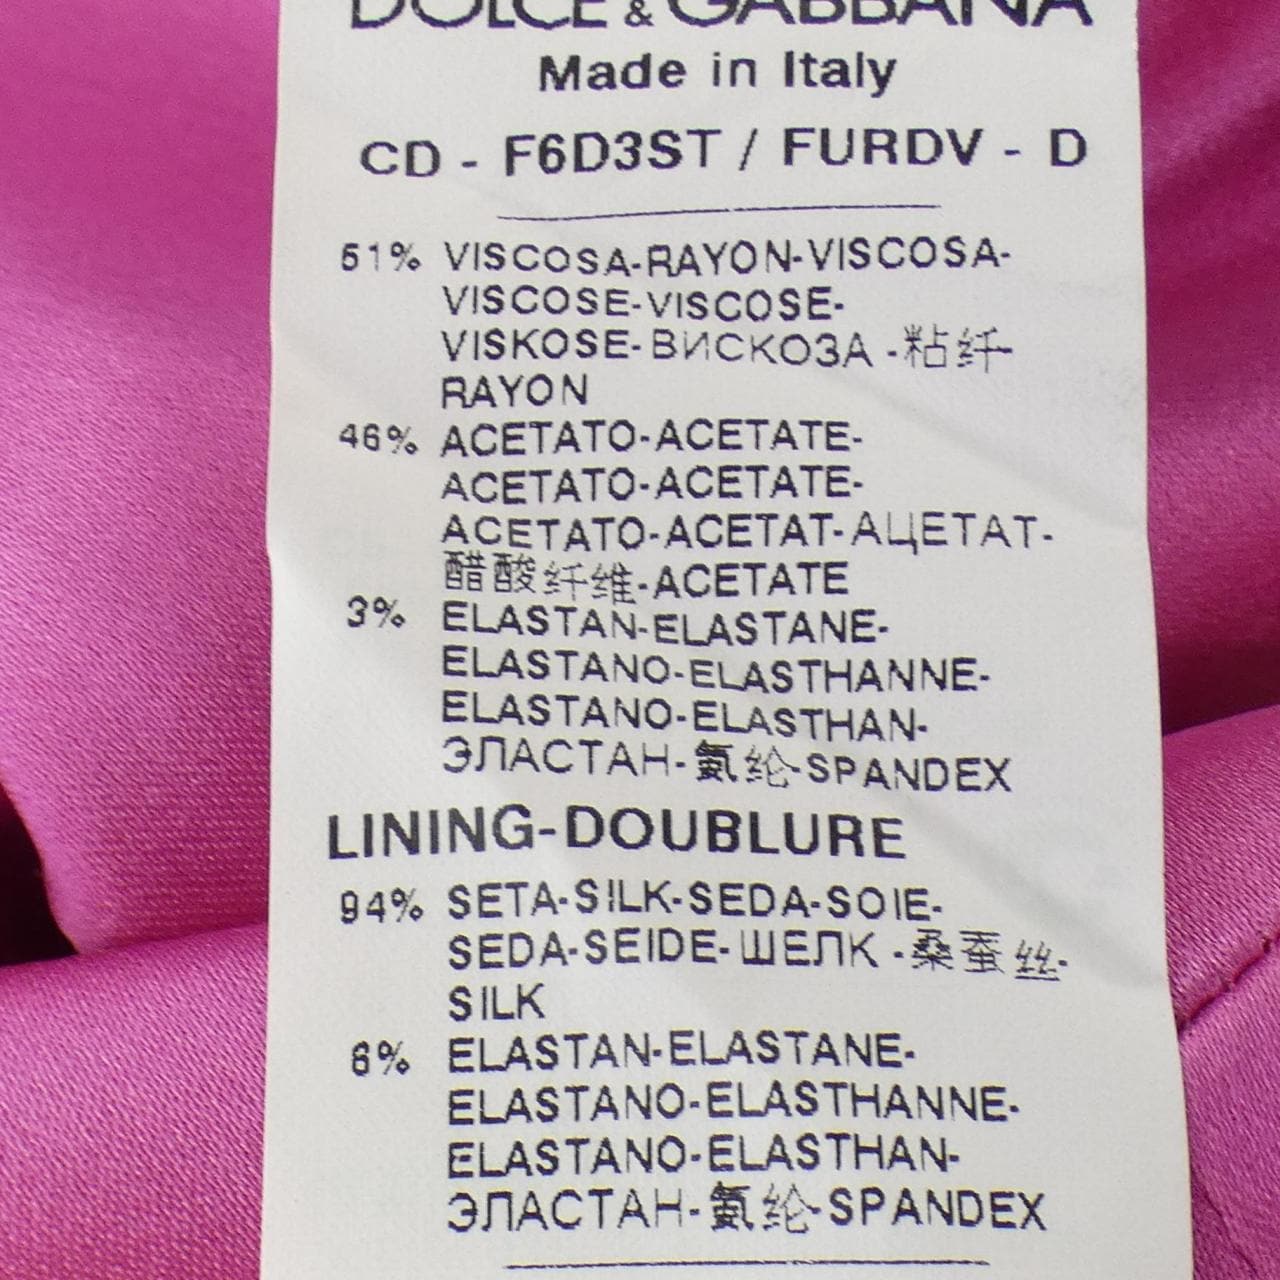 DOLCE & GABBANA
Made in Italy
CD - F6D3ST / FURDV - D
51% VISCOSA-RAYON-VISCOSA-
VISCOSE-VISCOSE-
VISKOSE-ВИСКОЗА-粘纤-
RAYON
46% ACETATO-ACETATE-
ACETATO-ACETATE-
ACETATO-ACETAT-АЦЕТАТ-
醋酸纤维-ACETATE
3% ELASTAN-ELASTANE-
ELASTANO-ELASTHANNE-
ELASTANO-ELASTHAN-
ЭЛАСТАН-氨纶-SPANDEX
LINING-DOUBLURE
94% SETA-SILK-SEDA-SOIE-
SEDA-SEIDE-ШЕЛК-桑蚕丝-
SILK
6% ELASTAN-ELASTANE-
ELASTANO-ELASTHANNE-
ELASTANO-ELASTHAN-
ЭЛАСТАН-氨纶-SPANDEX